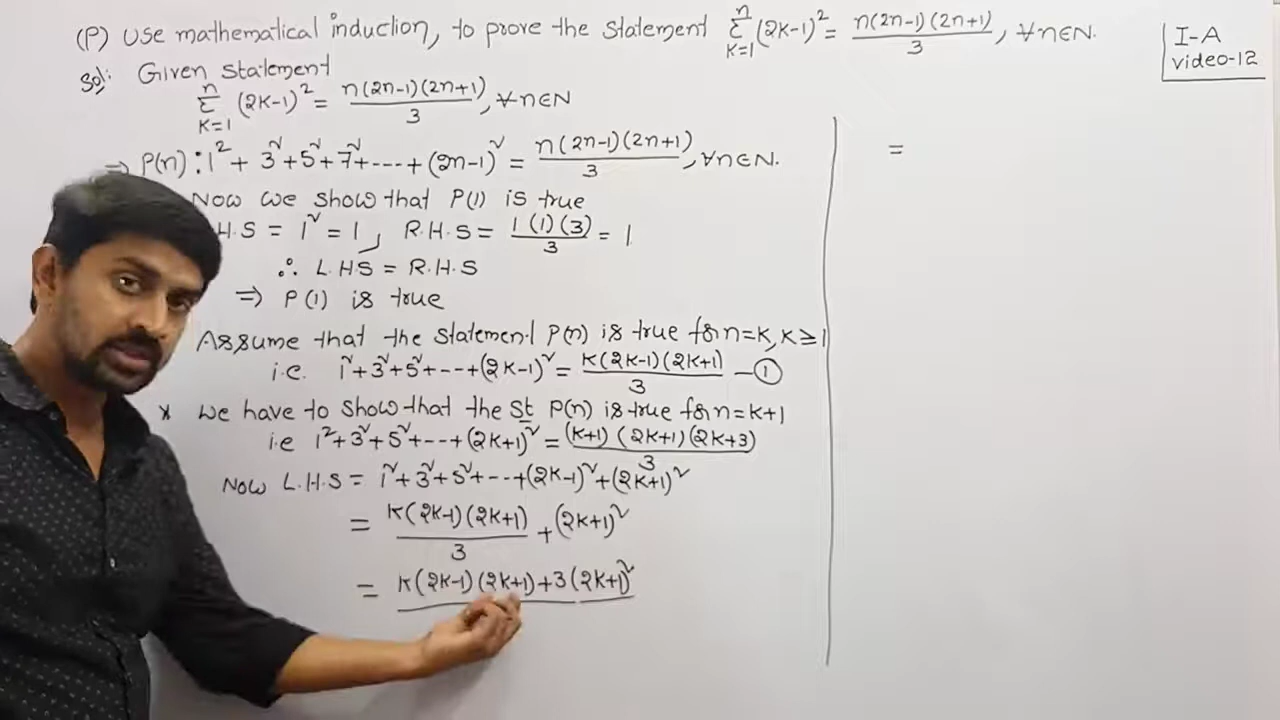 (P) Use mathematical induction, to prove the statement n Σ K=1 (2K-1)² = n(2n-1)(2n+1)/3, ∀n∈N.
I-A
video-12
Sol: Given statement
n Σ K=1 (2K-1)² = n(2n-1)(2n+1)/3, ∀n∈N
⇒ P(n) : 1² + 3² + 5² + 7² + ---- + (2n-1)² = n(2n-1)(2n+1)/3, ∀n∈N.
Now we show that P(1) is true
H.S = 1² = 1, R.H.S = 1(1)(3)/3 = 1
∴ L.H.S = R.H.S
⇒ P(1) is true
Assume that the statement P(n) is true for n=K, K≥1
i.e. 1²+3²+5²+---+(2K-1)² = K(2K-1)(2K+1)/3 —①
* We have to show that the St P(n) is true for n=K+1
i.e 1²+3²+5²+---+(2K+1)² = (K+1)(2K+1)(2K+3)/3
Now L.H.S = 1²+3²+5²+---+(2K-1)²+(2K+1)²
= K(2K-1)(2K+1)/3 + (2K+1)²
= K(2K-1)(2K+1)+3(2K+1)²
=